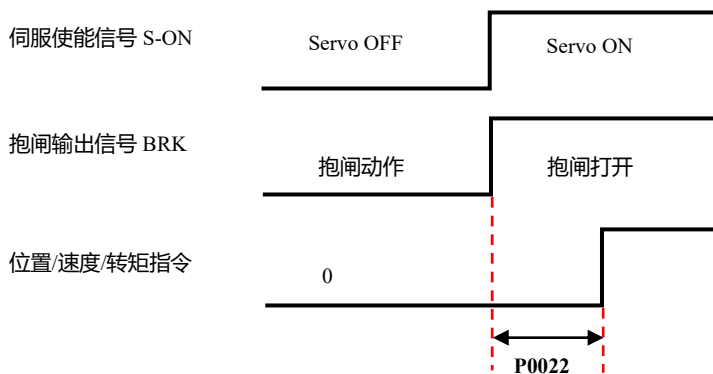 伺服使能信号 S-ON
Servo OFF
Servo ON
抱闸输出信号 BRK
抱闸动作
抱闸打开
位置/速度/转矩指令
0
P0022